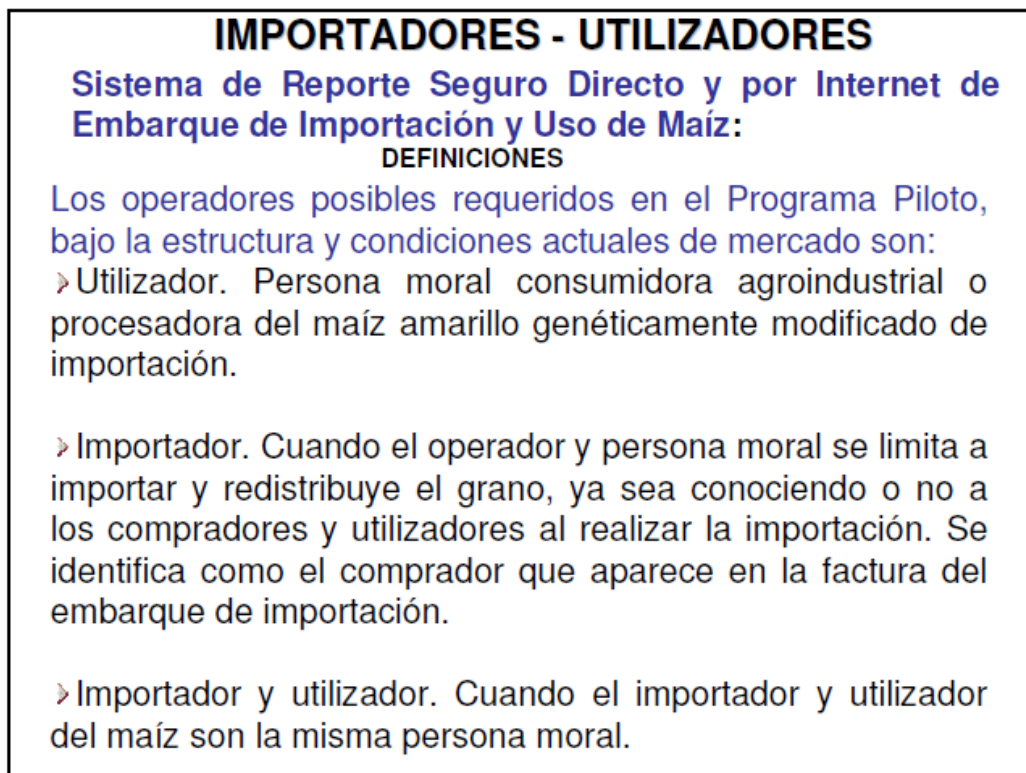 IMPORTADORES - UTILIZADORES
Sistema de Reporte Seguro Directo y por Internet de
Embarque de Importación y Uso de Maíz:
DEFINICIONES
Los operadores posibles requeridos en el Programa Piloto,
bajo la estructura y condiciones actuales de mercado son:
Utilizador. Persona moral consumidora agroindustrial o
procesadora del maíz amarillo genéticamente modificado de
importación.
Importador. Cuando el operador y persona moral se limita a
importar y redistribuye el grano, ya sea conociendo o no a
los compradores y utilizadores al realizar la importación. Se
identifica como el comprador que aparece en la factura del
embarque de importación.
Importador y utilizador. Cuando el importador y utilizador
del maíz son la misma persona moral.